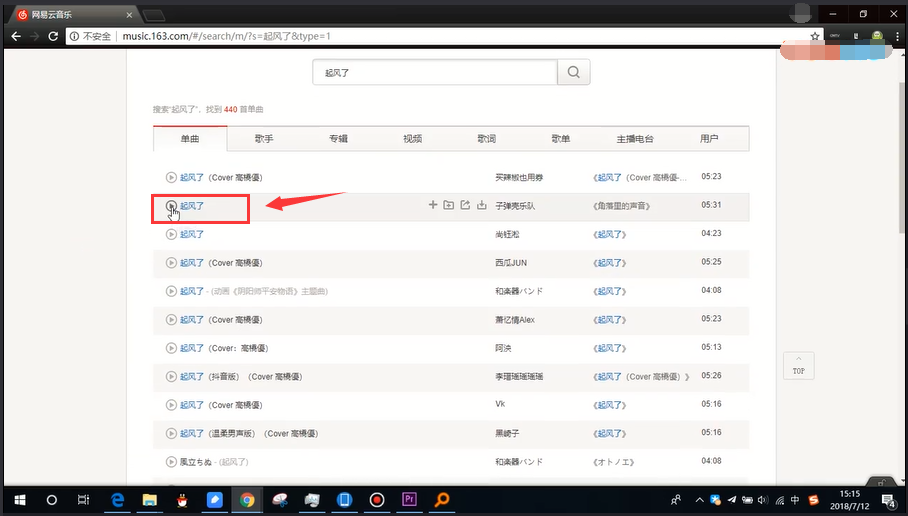 网易云音乐
不安全 music.163.com/#/search/m/?s=起风了&type=1
起风了
搜索"起风了"，找到 440 首单曲
单曲 歌手 专辑 视频 歌词 歌单 主播电台 用户
起风了（Cover 高橋優） 买辣椒也用券 《起风了（Cover 高橋優-... 05:23
起风了 子弹壳乐队 《角落里的声音》 05:31
起风了 尚钰淞 《起风了》 04:23
起风了（Cover 高橋優） 西瓜JUN 《起风了》 05:25
起风了 - (动画《阴阳师平安物语》主题曲) 和楽器バンド 《起风了》 04:08
起风了（Cover 高橋優） 萧忆情Alex 《起风了》 05:23
起风了（Cover：高橋優） 阿泱 《起风了》 05:13
起风了（抖音版）（Cover 高橋優） 李瑨瑶瑶瑶瑶 《起风了（Cover 高橋優）》 05:26
TOP
起风了（Cover 高橋優） Vk 《起风了》 05:16
起风了（温柔男声版）（Cover 高橋優） 黑崎子 《起风了》 05:16
風立ちぬ - (起风了) 和楽器バンド 《オトノエ》 04:08
中 15:15
2018/7/12
4